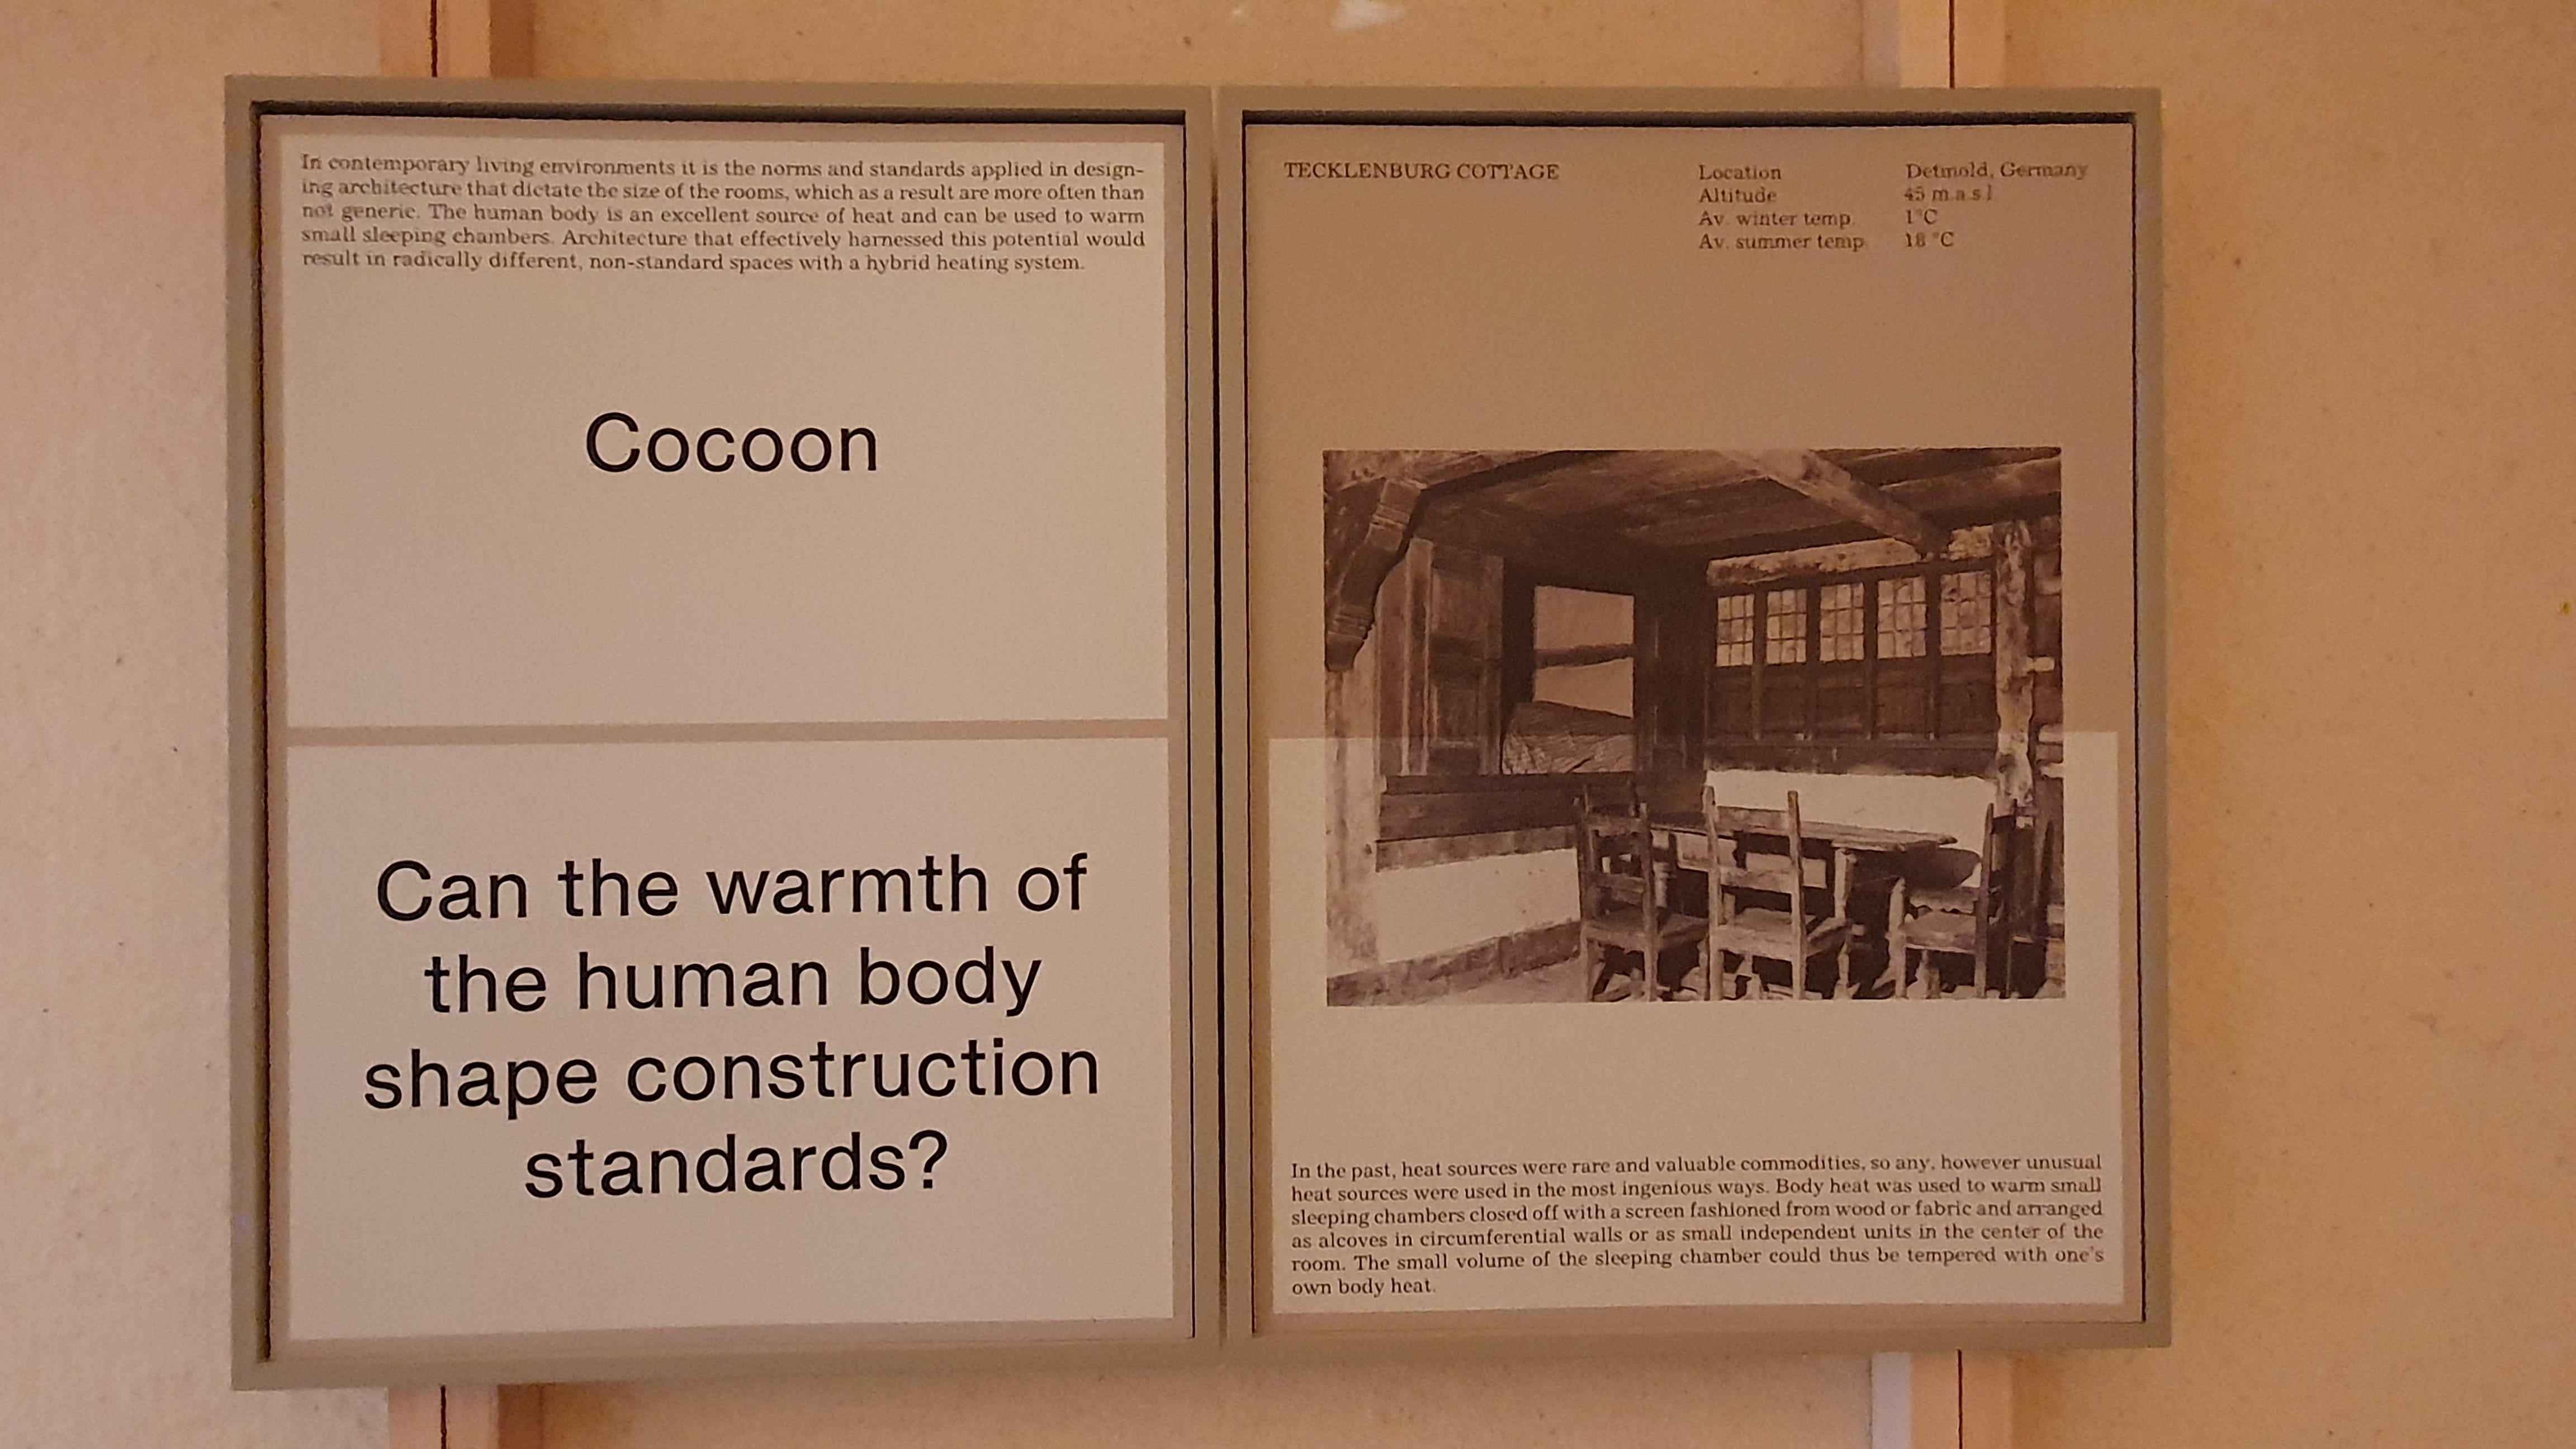 In contemporary living environments it is the norms and standards applied in design-
ing architecture that dictate the size of the rooms, which as a result are more often than
not generic. The human body is an excellent source of heat and can be used to warm
small sleeping chambers. Architecture that effectively harnessed this potential would
result in radically different, non-standard spaces with a hybrid heating system.
Cocoon
Can the warmth of
the human body
shape construction
standards?
TECKLENBURG COTTAGE
Location Detmold, Germany
Altitude 45 m.a.s.l.
Av. winter temp. 1 °C
Av. summer temp. 18 °C
In the past, heat sources were rare and valuable commodities, so any, however unusual
heat sources were used in the most ingenious ways. Body heat was used to warm small
sleeping chambers closed off with a screen fashioned from wood or fabric and arranged
as alcoves in circumferential walls or as small independent units in the center of the
room. The small volume of the sleeping chamber could thus be tempered with one's
own body heat.